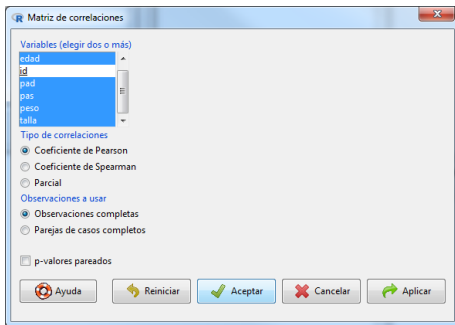 Matriz de correlaciones
Variables (elegir dos o más)
edad
id
pad
pas
peso
talla
Tipo de correlaciones
Coeficiente de Pearson
Coeficiente de Spearman
Parcial
Observaciones a usar
Observaciones completas
Parejas de casos completos
p-valores pareados
Ayuda Reiniciar Aceptar Cancelar Aplicar